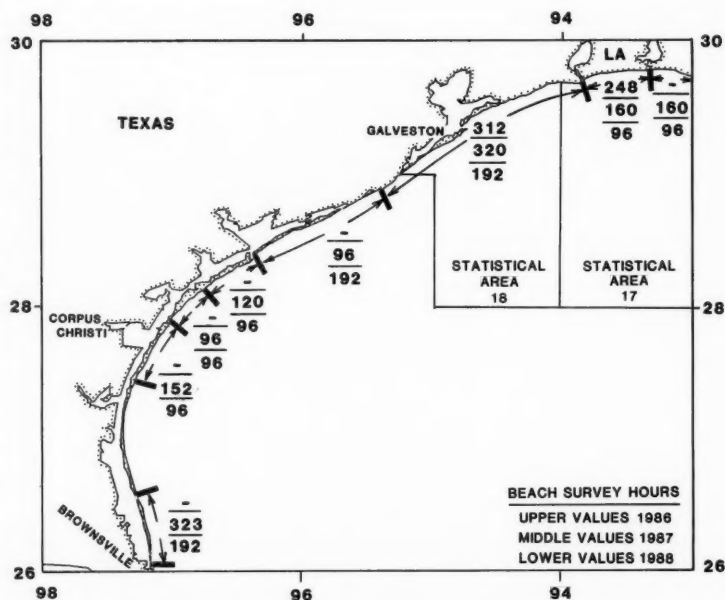 98
96
94
30
30
LA
TEXAS
248
160
96
-
160
96
GALVESTON
312
320
192
-
96
192
STATISTICAL
AREA
18
STATISTICAL
AREA
17
28
28
-
120
96
CORPUS
CHRISTI
-
96
96
-
152
96
BEACH SURVEY HOURS
UPPER VALUES 1986
MIDDLE VALUES 1987
LOWER VALUES 1988
-
323
192
BROWNSVILLE
26
26
98
96
94